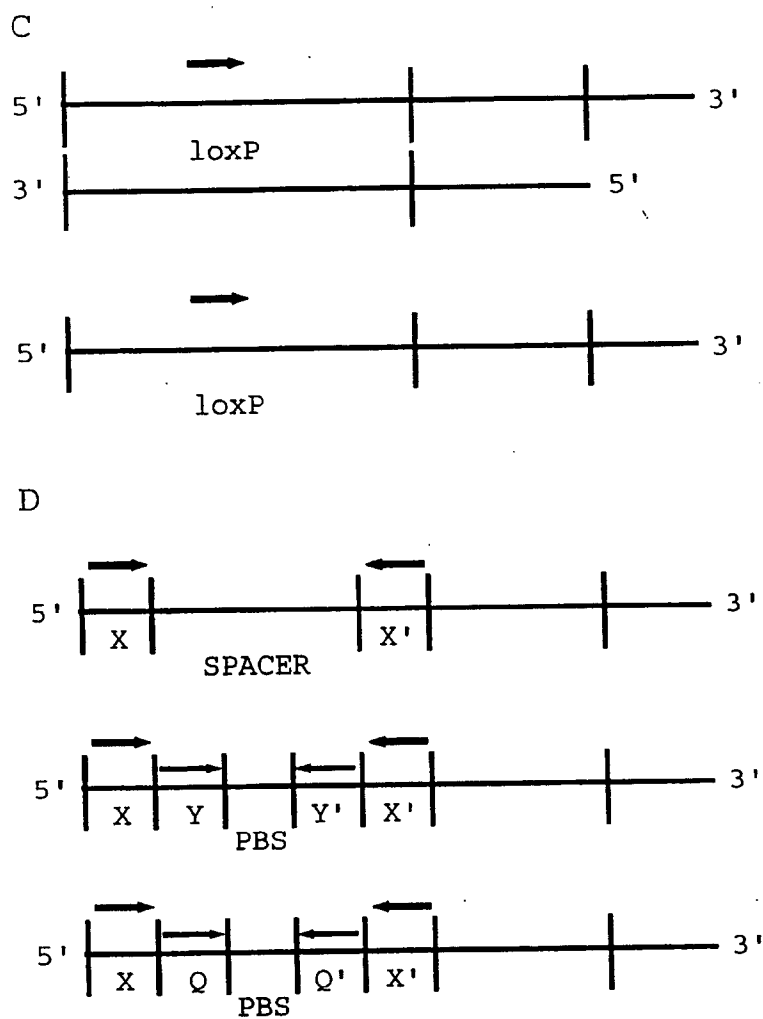 C
5' 3'
loxP
3' 5'
5' 3'
loxP
D
5' 3'
X X'
SPACER
5' 3'
X Y Y' X'
PBS
5' 3'
X Q Q' X'
PBS